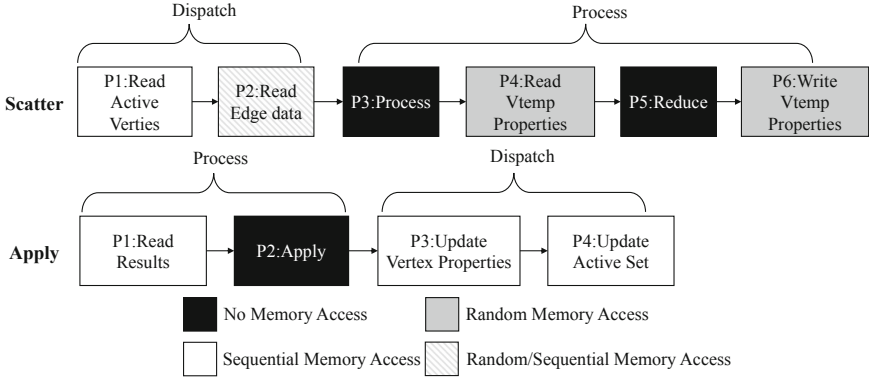 Dispatch
Process
Scatter
P1:Read
Active
Verties
P2:Read
Edge data
P3:Process
P4:Read
Vtemp
Properties
P5:Reduce
P6:Write
Vtemp
Properties
Process
Dispatch
Apply
P1:Read
Results
P2:Apply
P3:Update
Vertex Properties
P4:Update
Active Set
No Memory Access
Random Memory Access
Sequential Memory Access
Random/Sequential Memory Access